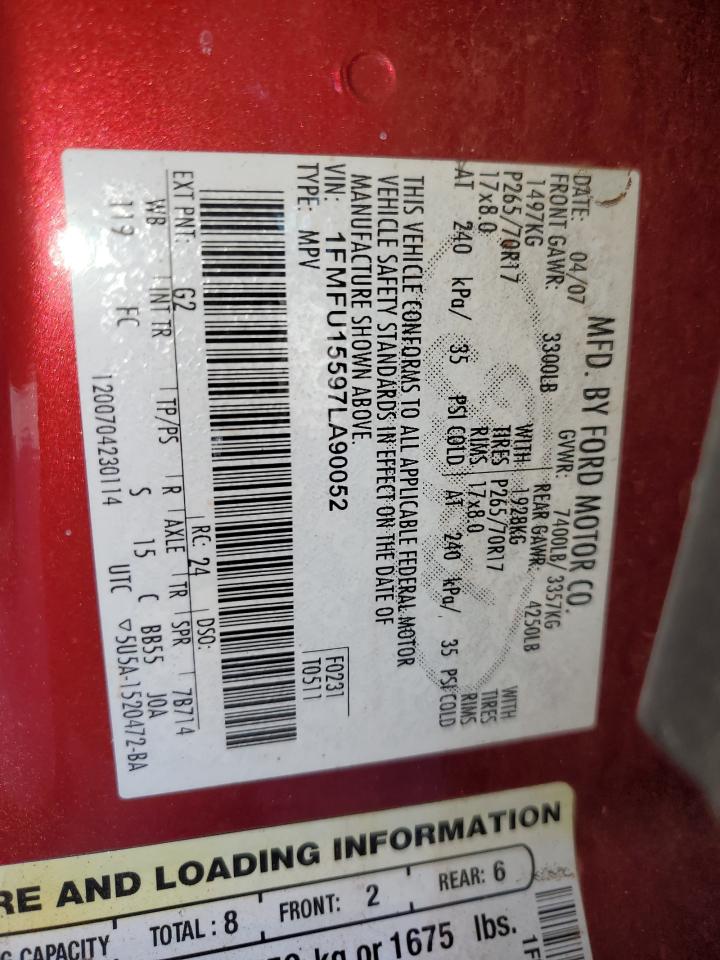 MFD. BY FORD MOTOR CO.
DATE: 04/07 GVWR: 7400LB/ 3357KG
FRONT GAWR: 3300LB REAR GAWR: 4250LB
1497KG WITH 1928KG WITH
P265/70R17 TIRES P265/70R17 TIRES
17x8.0 RIMS 17x8.0 RIMS
AT 240 kPa/ 35 PSI COLD AT 240 kPa/ 35 PSI COLD
THIS VEHICLE CONFORMS TO ALL APPLICABLE FEDERAL MOTOR
VEHICLE SAFETY STANDARDS IN EFFECT ON THE DATE OF
MANUFACTURE SHOWN ABOVE.
VIN: 1FMFU15597LA90052 F0231
TYPE: MPV T0511
EXT PNT: G2 RC: 24 DSO:
WB INT TR TP/PS R AXLE TR SPR 7B714
119 FC S 15 C BB55 J0A
1200704230114 UTC ▽5U5A-1520472-BA
RE AND LOADING INFORMATION
CAPACITY TOTAL: 8 FRONT: 2 REAR: 6
kg or 1675 lbs.
1F